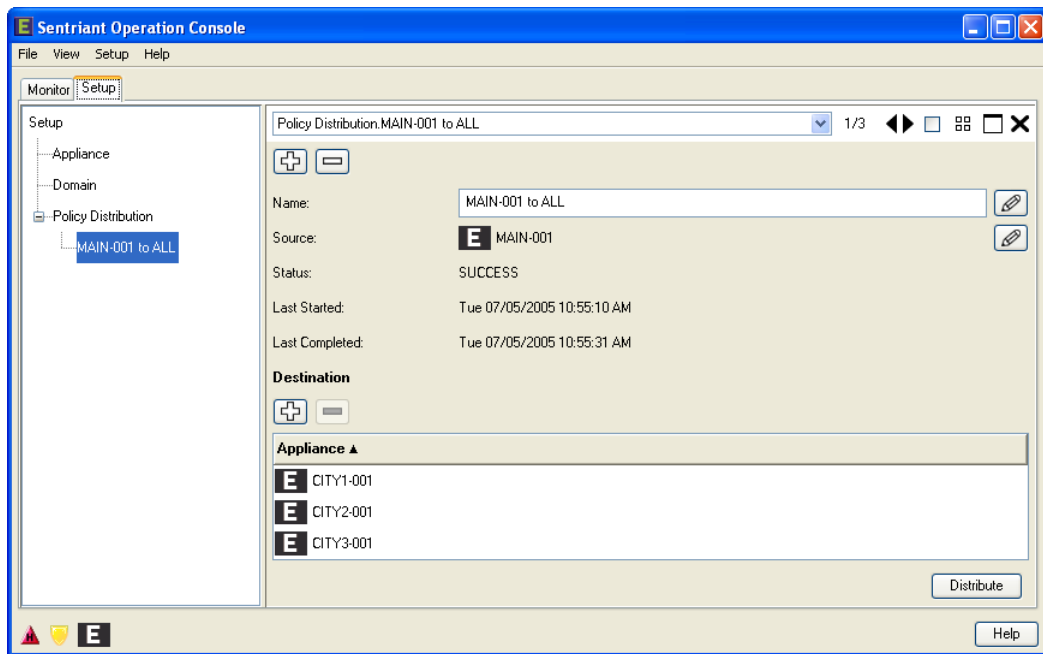 E Sentriant Operation Console
File View Setup Help
Monitor Setup
Setup
Appliance
Domain
Policy Distribution
MAIN-001 to ALL
Policy Distribution.MAIN-001 to ALL 1/3
Name: MAIN-001 to ALL
Source: E MAIN-001
Status: SUCCESS
Last Started: Tue 07/05/2005 10:55:10 AM
Last Completed: Tue 07/05/2005 10:55:31 AM
Destination
Appliance
E CITY1-001
E CITY2-001
E CITY3-001
Distribute
H E Help